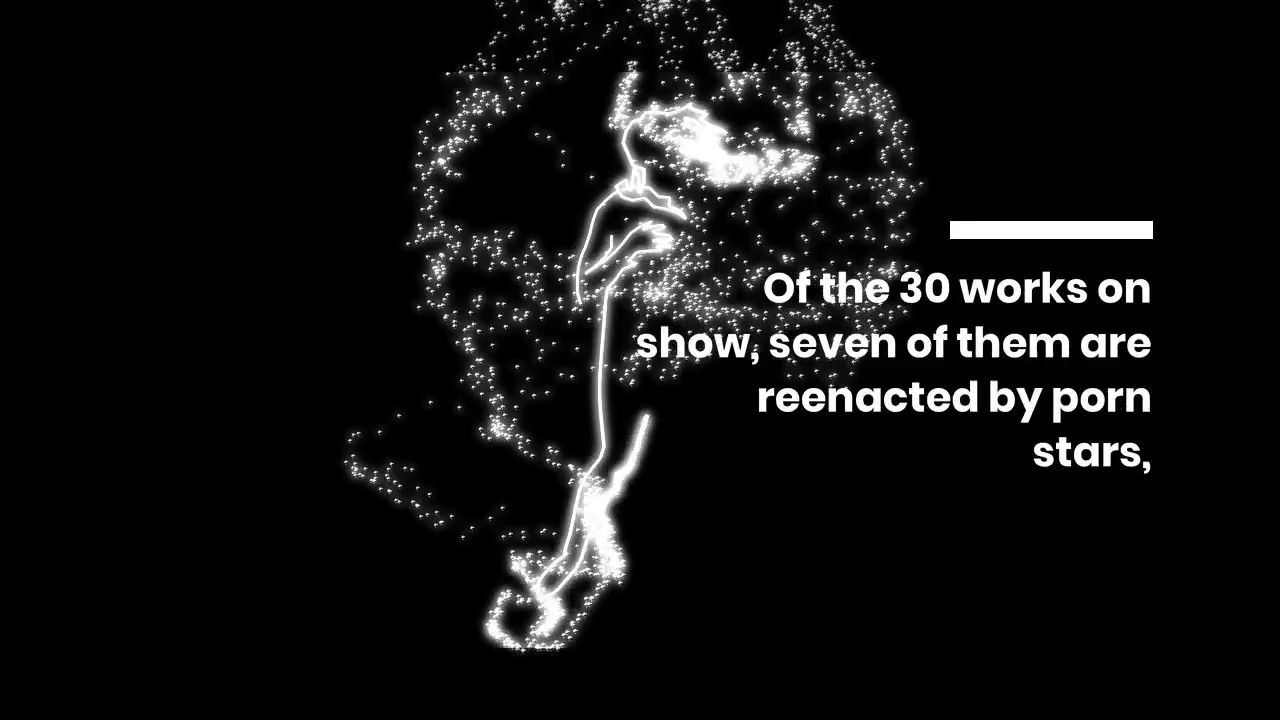 Of the 30 works on
show, seven of them are
reenacted by porn
stars,